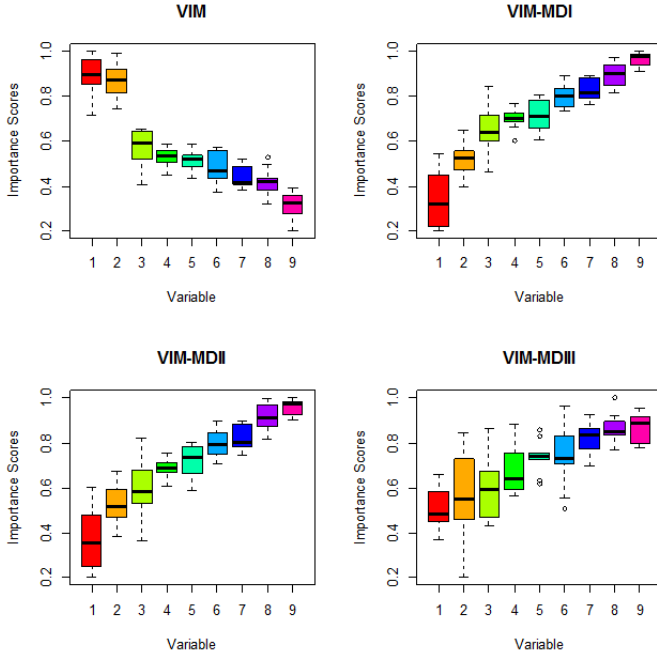 VIM
Importance Scores
0.2 0.4 0.6 0.8 1.0
1 2 3 4 5 6 7 8 9
Variable
VIM-MDI
Importance Scores
0.2 0.4 0.6 0.8 1.0
1 2 3 4 5 6 7 8 9
Variable
VIM-MDII
Importance Scores
0.2 0.4 0.6 0.8 1.0
1 2 3 4 5 6 7 8 9
Variable
VIM-MDIII
Importance Scores
0.2 0.4 0.6 0.8 1.0
1 2 3 4 5 6 7 8 9
Variable